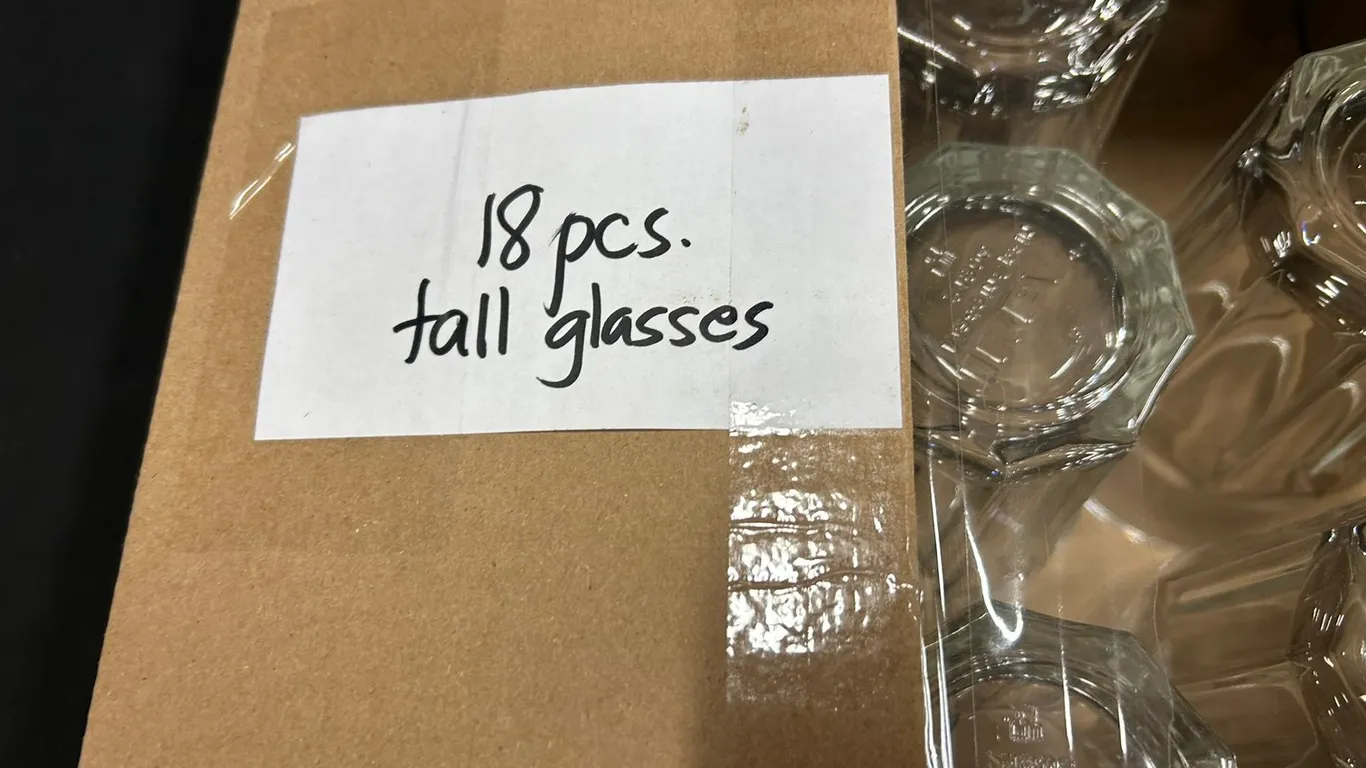 18 pcs.
tall glasses